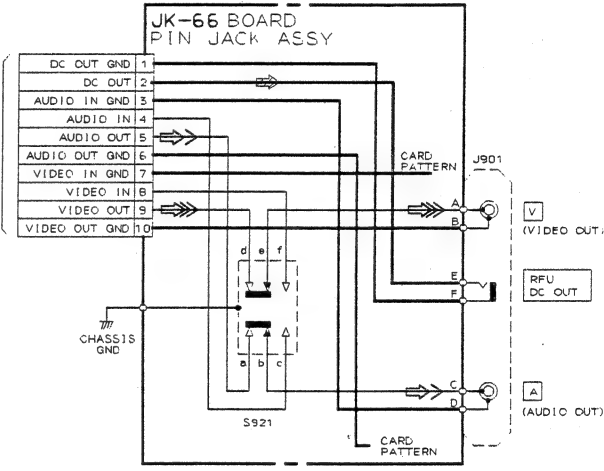 JK-66 BOARD
PIN JACK ASSY
DC OUT GND 1
DC OUT 2
AUDIO IN GND 3
AUDIO IN 4
AUDIO OUT 5
AUDIO OUT GND 6
VIDEO IN GND 7
VIDEO IN 8
VIDEO OUT 9
VIDEO OUT GND 10
CARD
PATTERN
J901
A
B
V
(VIDEO OUT)
d e f
E
F
RFU
DC OUT
CHASSIS
GND
a b c
S921
C
D
A
(AUDIO OUT)
CARD
PATTERN